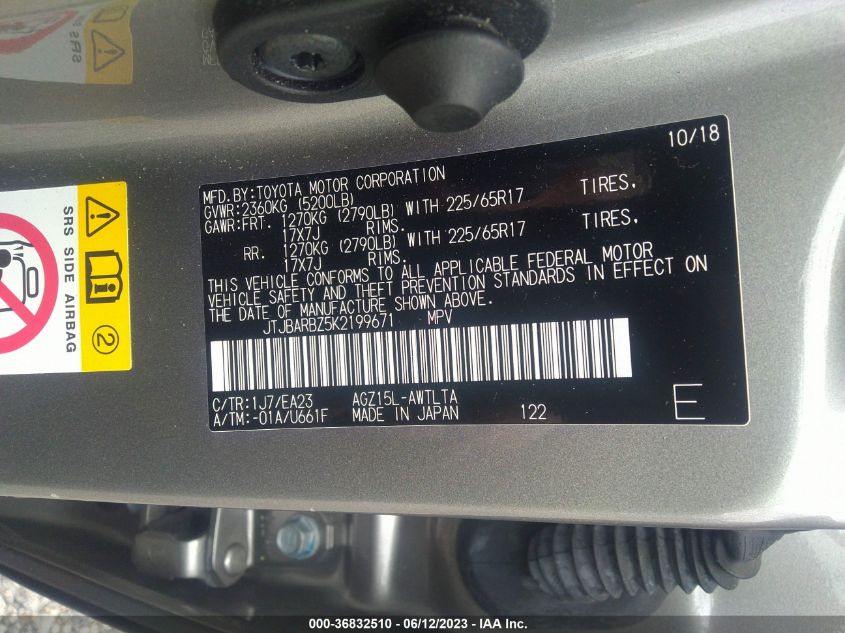 10/18
MFD.BY:TOYOTA MOTOR CORPORATION
GVWR:2360KG (5200LB)
GAWR:FRT. 1270KG (2790LB) WITH 225/65R17 TIRES,
17X7J RIMS.
RR. 1270KG (2790LB) WITH 225/65R17 TIRES,
17X7J RIMS.
THIS VEHICLE CONFORMS TO ALL APPLICABLE FEDERAL MOTOR
VEHICLE SAFETY AND THEFT PREVENTION STANDARDS IN EFFECT ON
THE DATE OF MANUFACTURE SHOWN ABOVE.
JTJBARBZ5K2199671 MPV
C/TR:1J7/EA23 AGZ15L-AWTLTA
A/TM:-01A/U661F MADE IN JAPAN 122 E
SRS SIDE AIRBAG
2
000-36832510 - 06/12/2023 - IAA Inc.